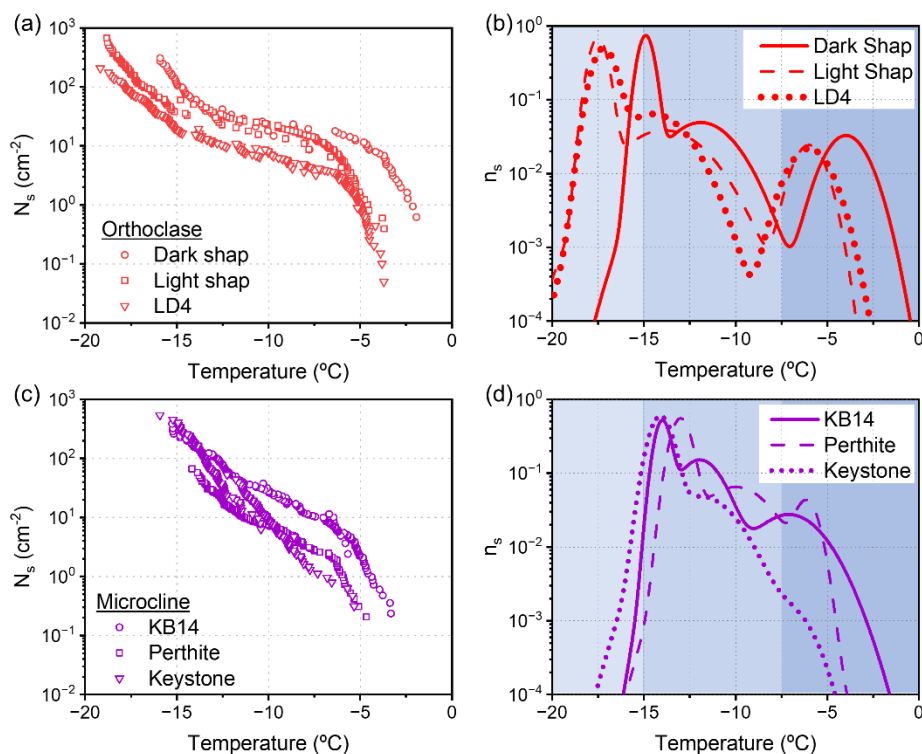 (a)
10³
10²
10¹
10⁰
10⁻¹
10⁻²
Nₛ (cm⁻²)
Orthoclase
Dark shap
Light shap
LD4
−20 −15 −10 −5 0
Temperature (ºC)
(b)
10⁰
10⁻¹
10⁻²
10⁻³
10⁻⁴
nₛ
Dark Shap
Light Shap
LD4
−20 −15 −10 −5 0
Temperature (ºC)
(c)
10³
10²
10¹
10⁰
10⁻¹
10⁻²
Nₛ (cm⁻²)
Microcline
KB14
Perthite
Keystone
−20 −15 −10 −5 0
Temperature (ºC)
(d)
10⁰
10⁻¹
10⁻²
10⁻³
10⁻⁴
nₛ
KB14
Perthite
Keystone
−20 −15 −10 −5 0
Temperature (ºC)